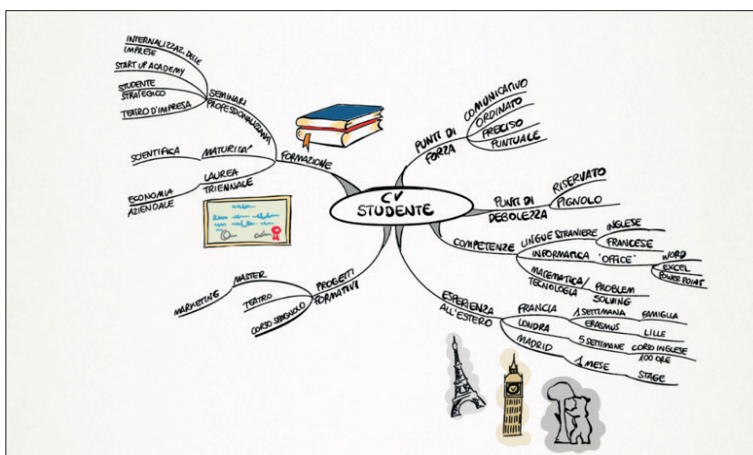 CV
STUDENTE
PUNTI DI
FORZA
COMUNICATIVO
ORDINATO
PRECISO
PUNTUALE
PUNTI DI
DEBOLEZZA
RISERVATO
PIGNOLO
COMPETENZE
LINGUE STRANIERE
INGLESE
FRANCESE
INFORMATICA
"OFFICE"
WORD
EXCEL
POWERPOINT
MATEMATICA/
TECNOLOGIA
PROBLEM
SOLVING
ESPERIENZA
ALL'ESTERO
FRANCIA
1 SETTIMANA
FAMIGLIA
ERASMUS
LILLE
LONDRA
5 SETTIMANE
CORSO INGLESE
100 ORE
MADRID
1 MESE
STAGE
PROGETTI
FORMATIVI
MASTER
MARKETING
TEATRO
CORSO SPAGNOLO
FORMAZIONE
SEMINARI
PROFESSIONALIZZANTI
INTERNALIZZAZ. DELLE
IMPRESE
START UP ACADEMY
STUDENTE
STRATEGICO
TEATRO D'IMPRESA
MATURITA'
SCIENTIFICA
LAUREA
TRIENNALE
ECONOMIA
AZIENDALE